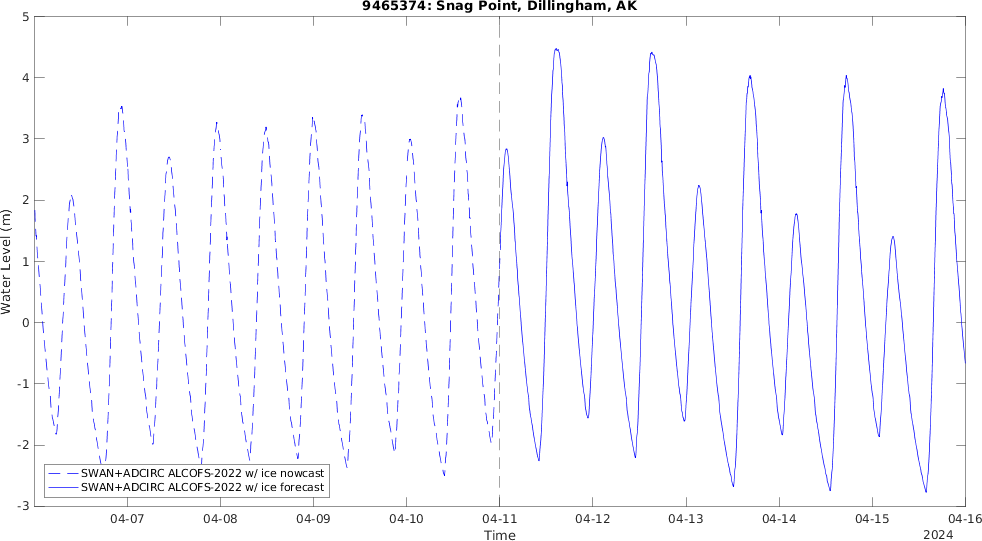 9465374: Snag Point, Dillingham, AK
5
4
3
2
1
0
-1
-2
-3
Water Level (m)
SWAN+ADCIRC ALCOFS-2022 w/ ice nowcast
SWAN+ADCIRC ALCOFS-2022 w/ ice forecast
04-07 04-08 04-09 04-10 04-11 04-12 04-13 04-14 04-15 04-16
Time
2024